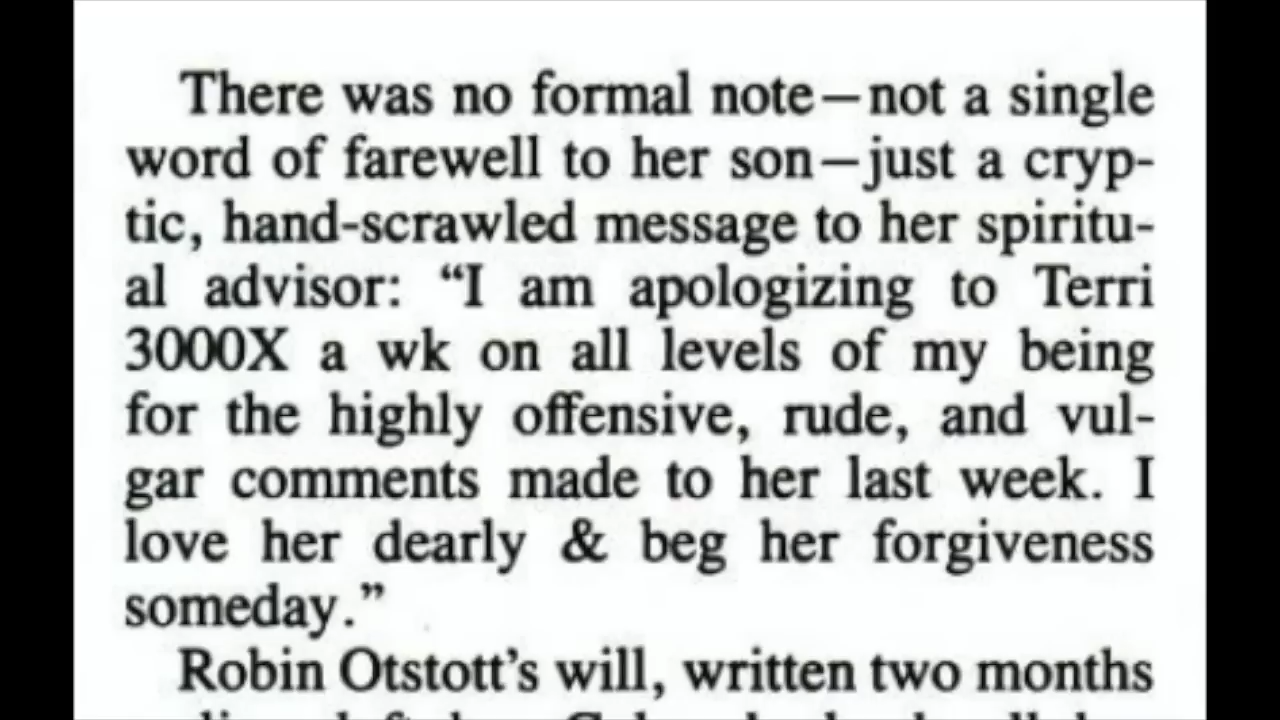 There was no formal note—not a single
word of farewell to her son—just a cryp-
tic, hand-scrawled message to her spiritu-
al advisor: “I am apologizing to Terri
3000X a wk on all levels of my being
for the highly offensive, rude, and vul-
gar comments made to her last week. I
love her dearly & beg her forgiveness
someday.”
Robin Otstott’s will, written two months